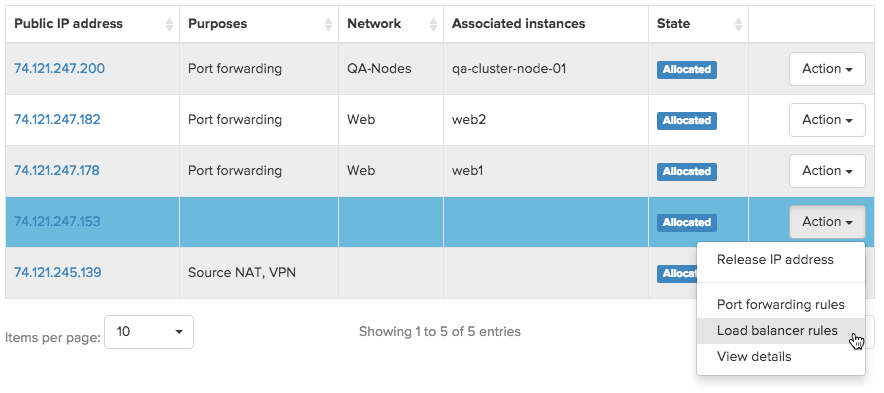 Public IP address Purposes Network Associated instances State
74.121.247.200 Port forwarding QA-Nodes qa-cluster-node-01 Allocated Action
74.121.247.182 Port forwarding Web web2 Allocated Action
74.121.247.178 Port forwarding Web web1 Allocated Action
74.121.247.153 Allocated Action
74.121.245.139 Source NAT, VPN Alloca
Release IP address
Port forwarding rules
Load balancer rules
View details
Items per page: 10 Showing 1 to 5 of 5 entries